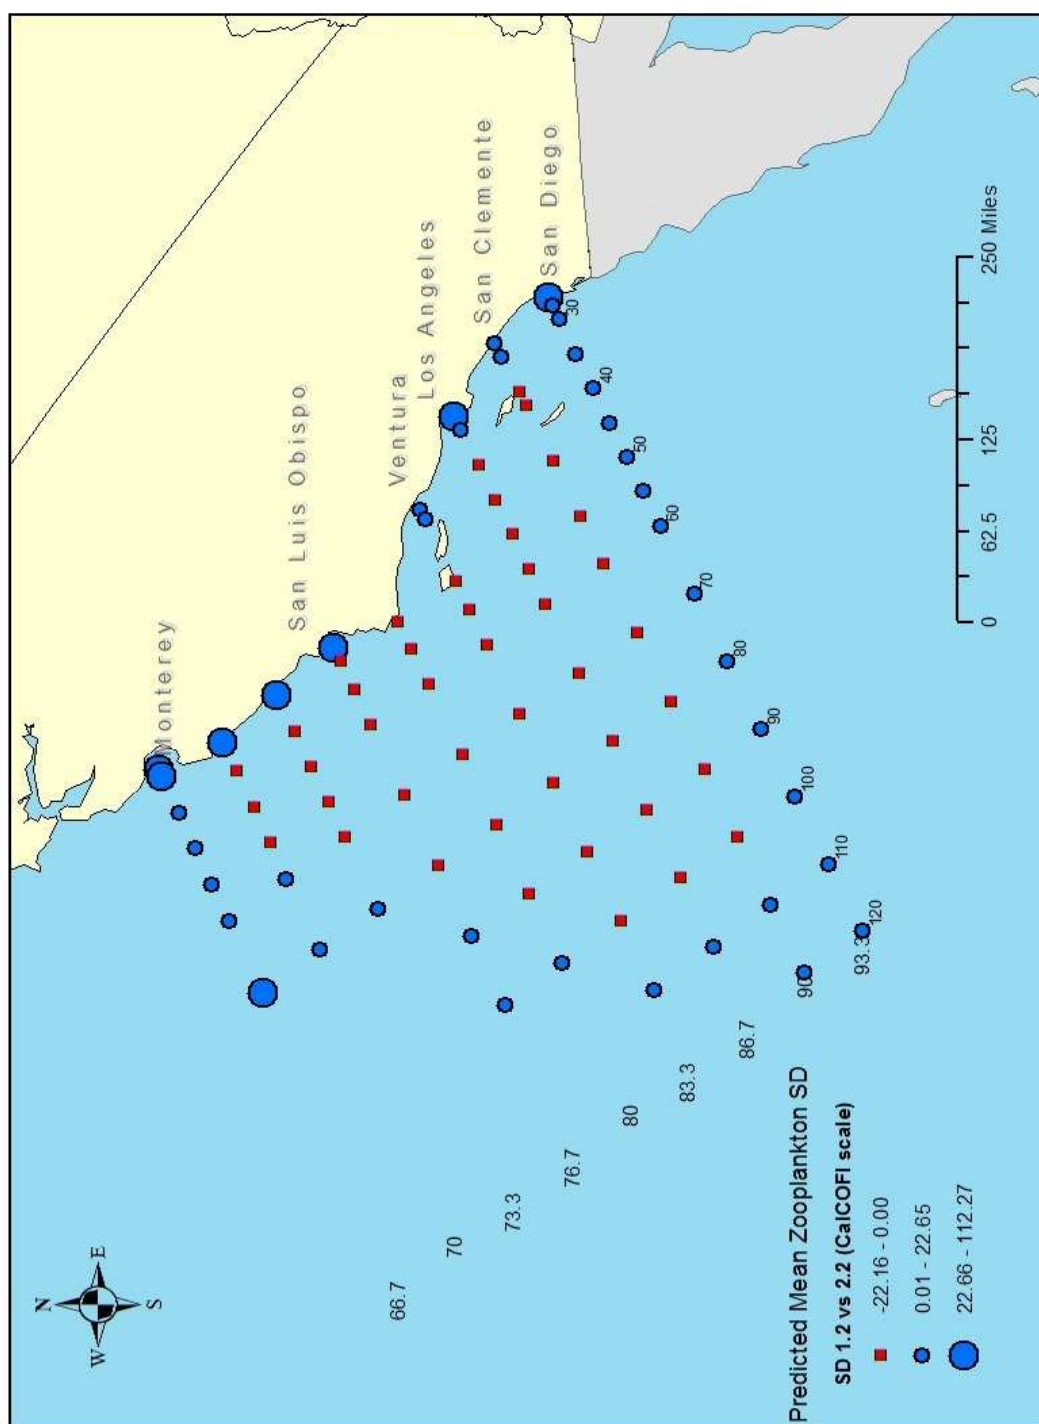 N
W
E
S
Monterey
San Luis Obispo
Ventura
Los Angeles
San Clemente
San Diego
30
40
50
60
70
80
90
100
110
120
66.7
70
73.3
76.7
80
83.3
86.7
90
93.3
0 62.5 125 250 Miles
Predicted Mean Zooplankton SD
SD 1.2 vs 2.2 (CalCOFI scale)
-22.16 - 0.00
0.01 - 22.65
22.66 - 112.27